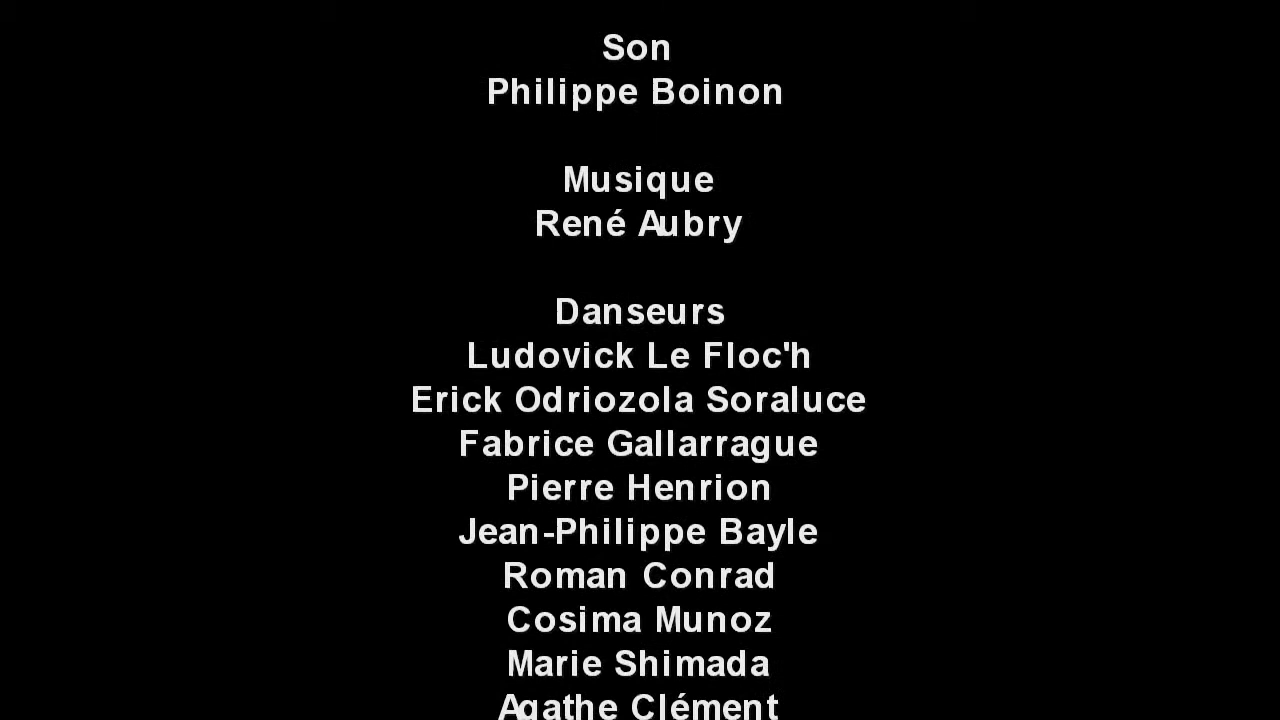 Son
Philippe Boinon
Musique
René Aubry
Danseurs
Ludovick Le Floc'h
Erick Odriozola Soraluce
Fabrice Gallarrague
Pierre Henrion
Jean-Philippe Bayle
Roman Conrad
Cosima Munoz
Marie Shimada
Agathe Clément